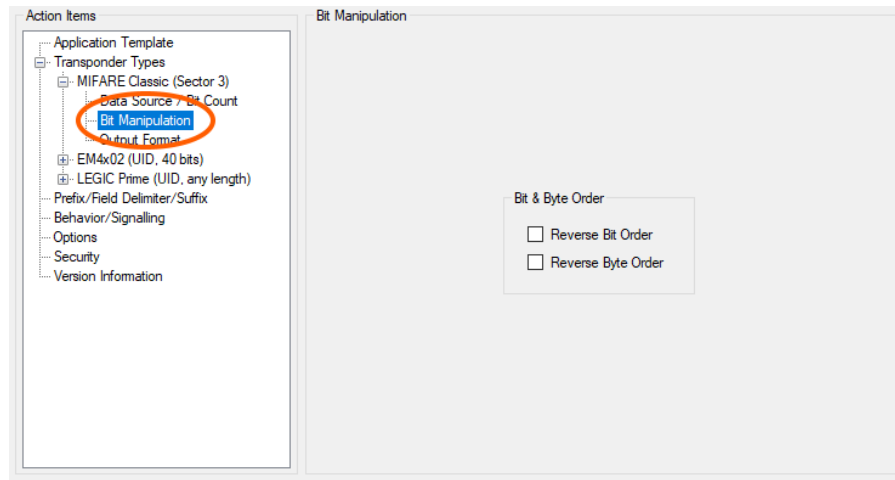 Action Items
Application Template
Transponder Types
MIFARE Classic (Sector 3)
Data Source / Bit Count
Bit Manipulation
Output Format
EM4x02 (UID, 40 bits)
LEGIC Prime (UID, any length)
Prefix/Field Delimiter/Suffix
Behavior/Signalling
Options
Security
Version Information
Bit Manipulation
Bit & Byte Order
Reverse Bit Order
Reverse Byte Order